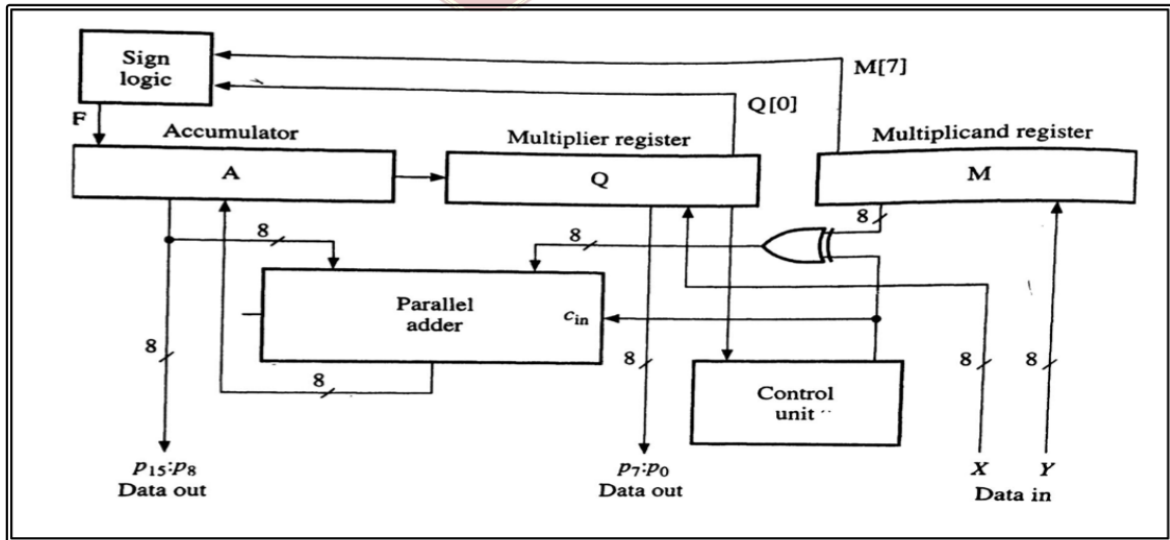 Sign
logic
M[7]
Q[0]
F
Accumulator
Multiplier register
Multiplicand register
A
Q
M
8
8
8
Parallel
adder
c_in
8
8
8
8
8
Control
unit
p15:p8
Data out
p7:p0
Data out
X
Y
Data in